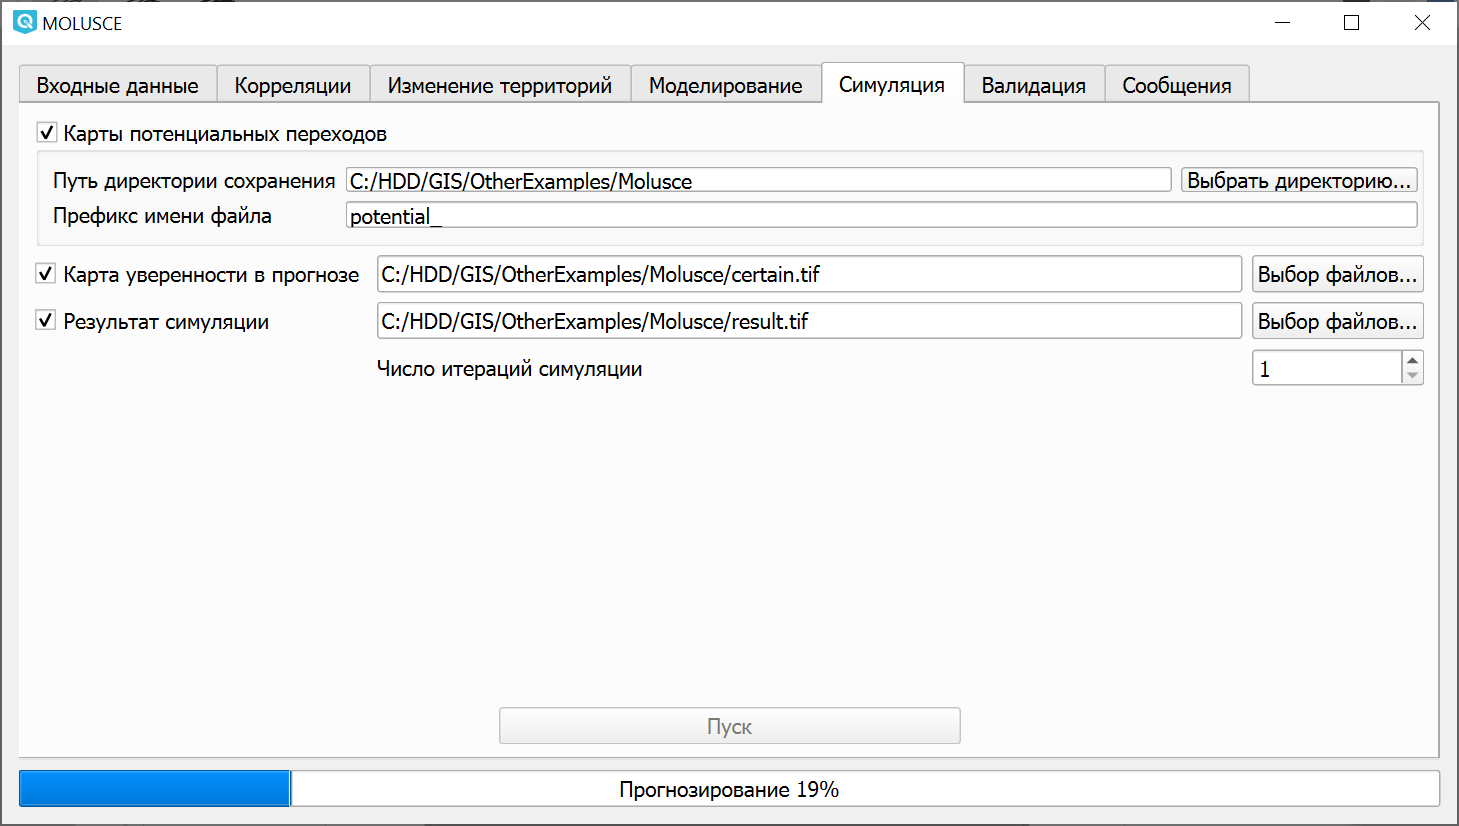 MOLUSCE
Входные данные Корреляции Изменение территорий Моделирование Симуляция Валидация Сообщения
Карты потенциальных переходов
Путь директории сохранения C:/HDD/GIS/OtherExamples/Molusce Выбрать директорию...
Префикс имени файла potential_
Карта уверенности в прогнозе C:/HDD/GIS/OtherExamples/Molusce/certain.tif Выбор файлов...
Результат симуляции C:/HDD/GIS/OtherExamples/Molusce/result.tif Выбор файлов...
Число итераций симуляции 1
Пуск
Прогнозирование 19%